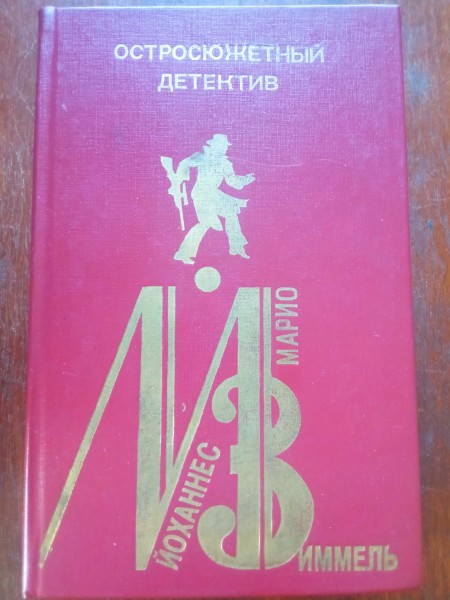 ОСТРОСЮЖЕТНЫЙ
ДЕТЕКТИВ
ЙОХАННЕС
МАРИО
ЗИММЕЛЬ